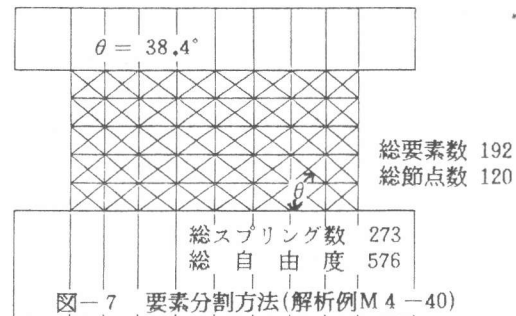 θ = 38.4°
総要素数 192
総節点数 120
θ
総スプリング数 273
総自由度 576
図-7 要素分割方法(解析例M4-40)